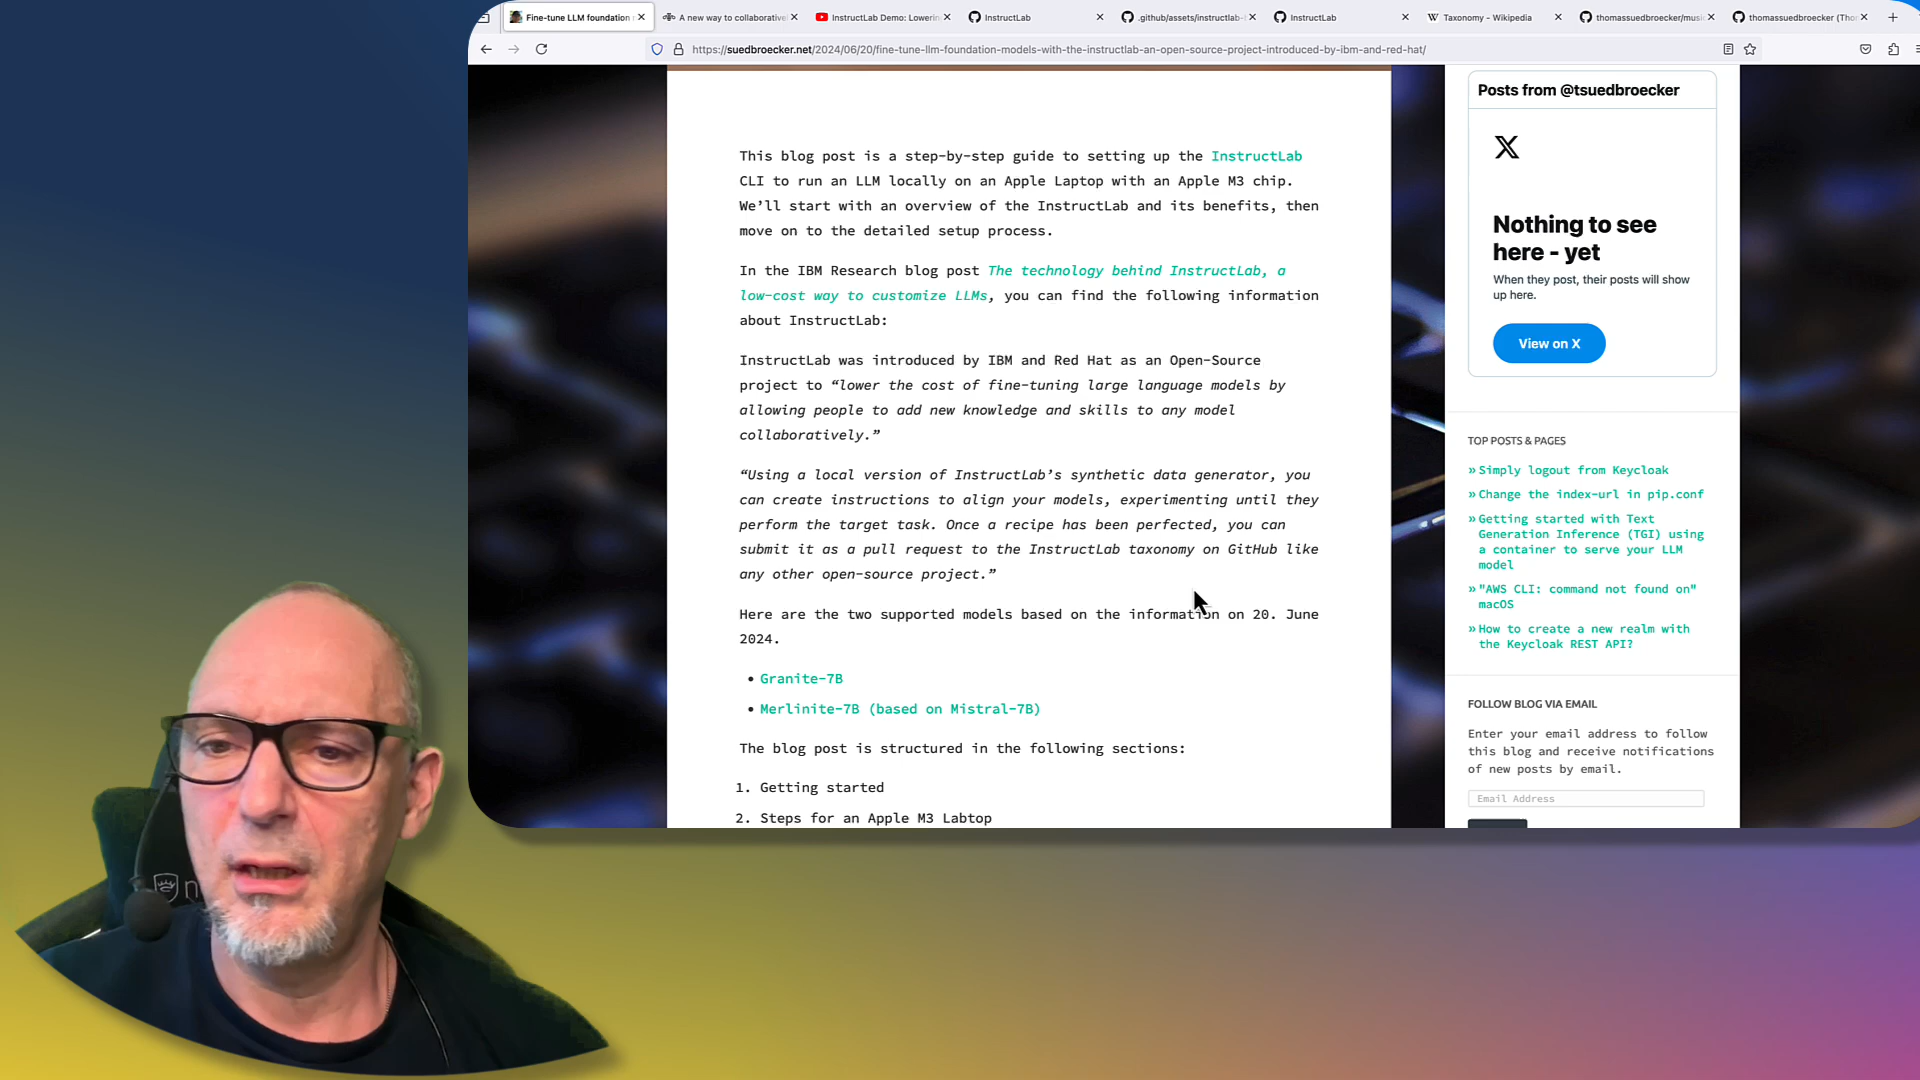 Fine-tune LLM foundation
A new way to collaborative
InstructLab Demo: Lowerin
InstructLab
.github/assets/instructlab-
InstructLab
Taxonomy - Wikipedia
thomassuedbroecker/musi
thomassuedbroecker (Tho
https://suedbroecker.net/2024/06/20/fine-tune-llm-foundation-models-with-the-instructlab-an-open-source-project-introduced-by-ibm-and-red-hat/
This blog post is a step-by-step guide to setting up the InstructLab
CLI to run an LLM locally on an Apple Laptop with an Apple M3 chip.
We’ll start with an overview of the InstructLab and its benefits, then
move on to the detailed setup process.
In the IBM Research blog post The technology behind InstructLab, a
low-cost way to customize LLMs, you can find the following information
about InstructLab:
InstructLab was introduced by IBM and Red Hat as an Open-Source
project to “lower the cost of fine-tuning large language models by
allowing people to add new knowledge and skills to any model
collaboratively.”
“Using a local version of InstructLab’s synthetic data generator, you
can create instructions to align your models, experimenting until they
perform the target task. Once a recipe has been perfected, you can
submit it as a pull request to the InstructLab taxonomy on GitHub like
any other open-source project.”
Here are the two supported models based on the information on 20. June
2024.
• Granite-7B
• Merlinite-7B (based on Mistral-7B)
The blog post is structured in the following sections:
1. Getting started
2. Steps for an Apple M3 Labtop
Posts from @tsuedbroecker
Nothing to see
here - yet
When they post, their posts will show
up here.
View on X
TOP POSTS & PAGES
» Simply logout from Keycloak
» Change the index-url in pip.conf
» Getting started with Text
Generation Inference (TGI) using
a container to serve your LLM
model
» "AWS CLI: command not found on"
macOS
» How to create a new realm with
the Keycloak REST API?
FOLLOW BLOG VIA EMAIL
Enter your email address to follow
this blog and receive notifications
of new posts by email.
Email Address